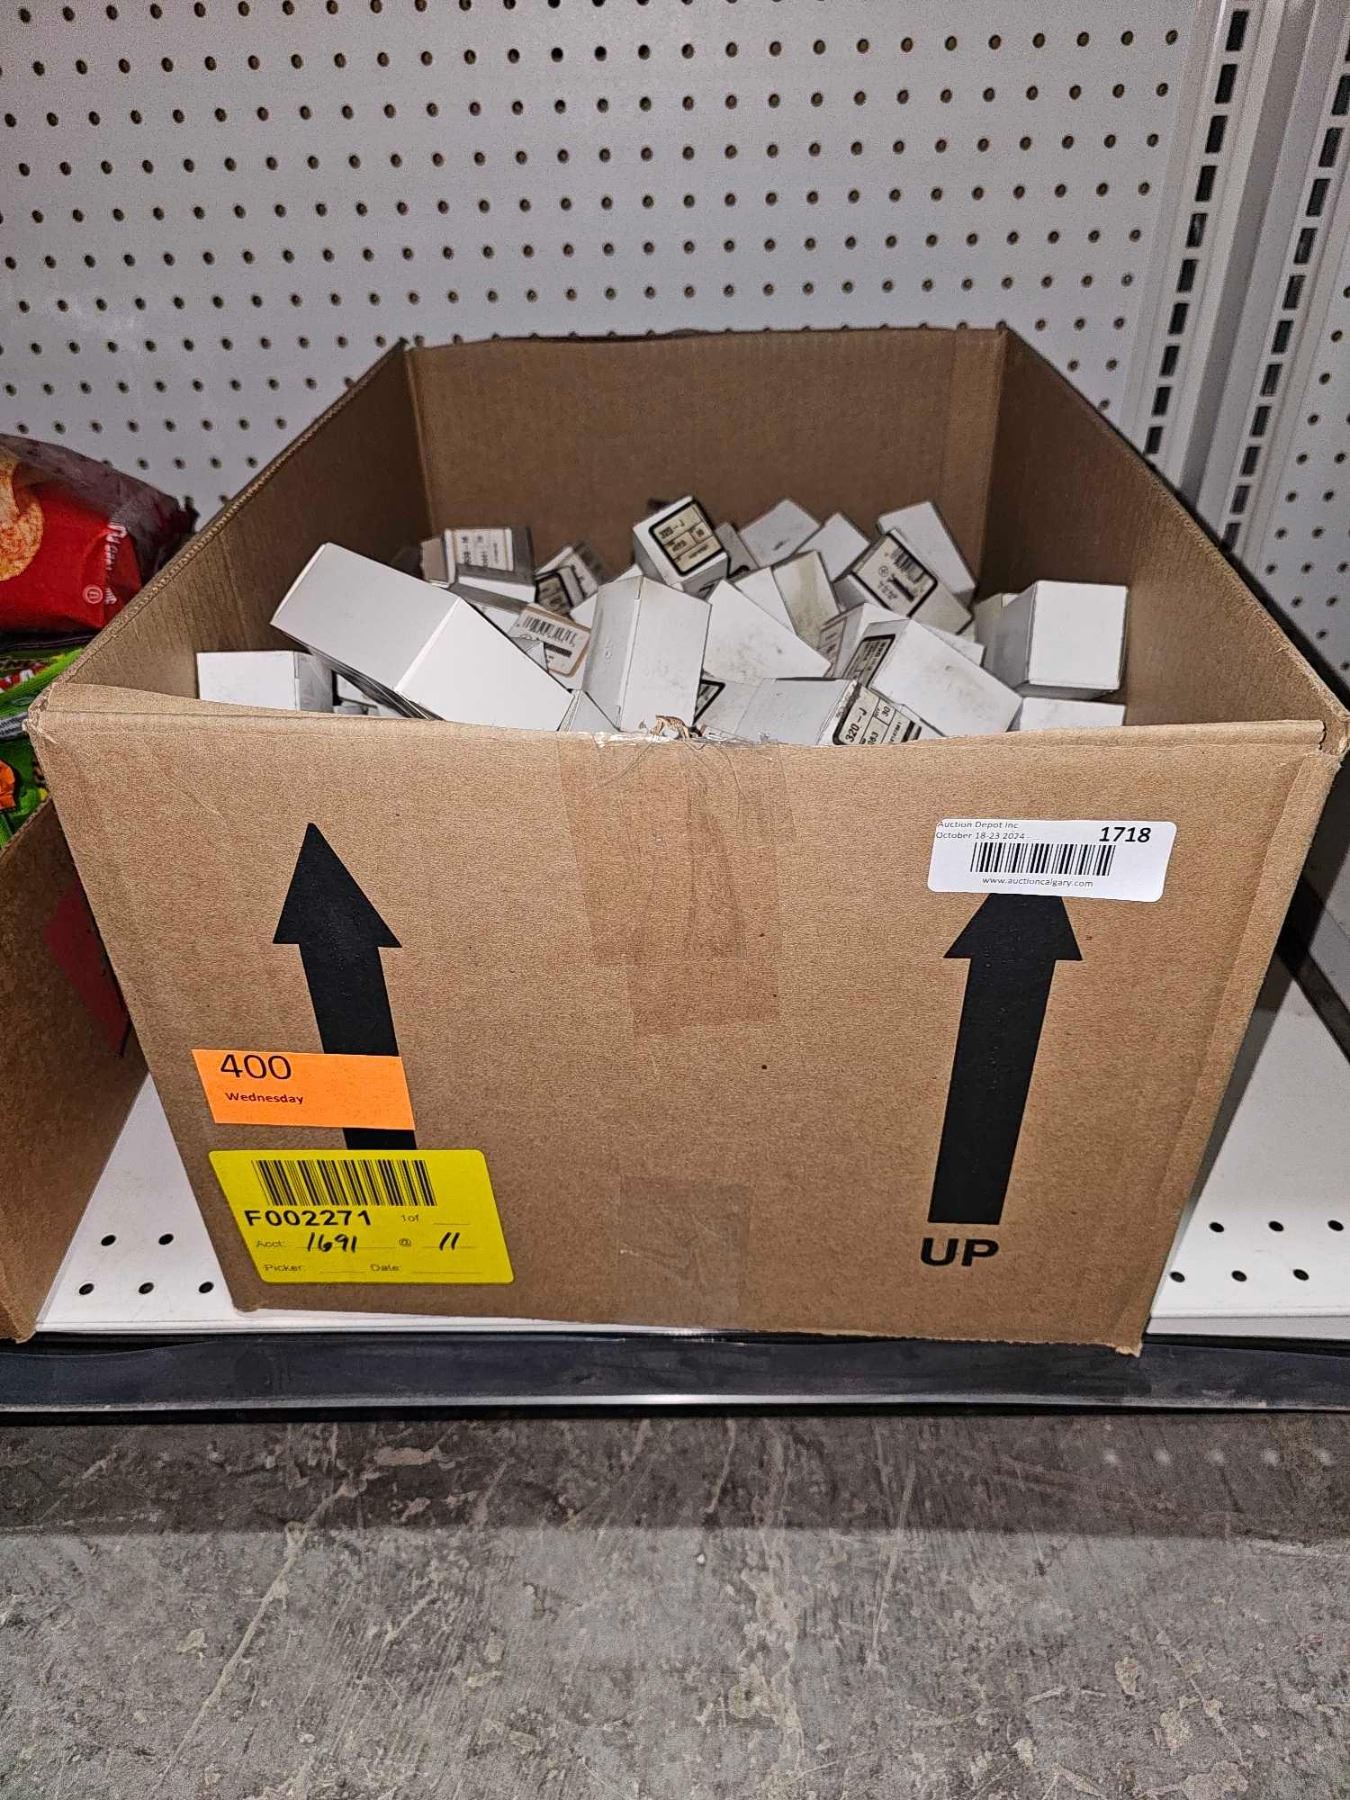 320-J
320-J
30
Auction Depot Inc
October 18-23 2024
1718
www.auctioncalgary.com
400
Wednesday
F002271 1of
Acct: 1691 @ 11
Picker: Date:
UP